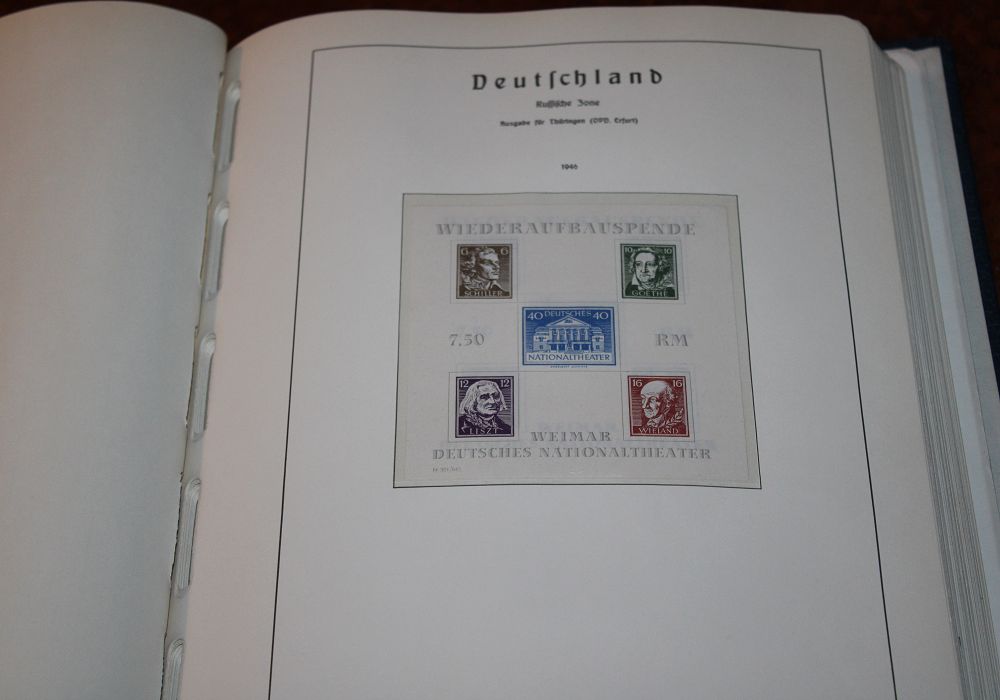 Deutſchland
Ruſſiſche Zone
Ausgabe für Thüringen (OPD. Erfurt)
1946
WIEDERAUFBAUSPENDE
6 6
SCHILLER
10 10
GOETHE
7.50
40 DEUTSCHES 40
NATIONALTHEATER
RM
12 12
LISZT
16 16
WIELAND
WEIMAR
DEUTSCHES NATIONALTHEATER